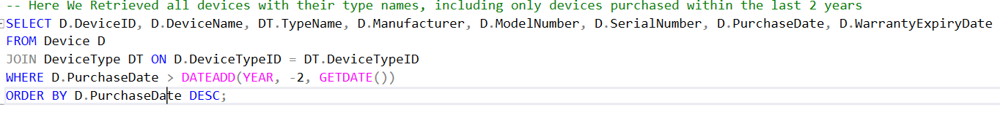 -- Here We Retrieved all devices with their type names, including only devices purchased within the last 2 years
SELECT D.DeviceID, D.DeviceName, DT.TypeName, D.Manufacturer, D.ModelNumber, D.SerialNumber, D.PurchaseDate, D.WarrantyExpiryDate
FROM Device D
JOIN DeviceType DT ON D.DeviceTypeID = DT.DeviceTypeID
WHERE D.PurchaseDate > DATEADD(YEAR, -2, GETDATE())
ORDER BY D.PurchaseDate DESC;